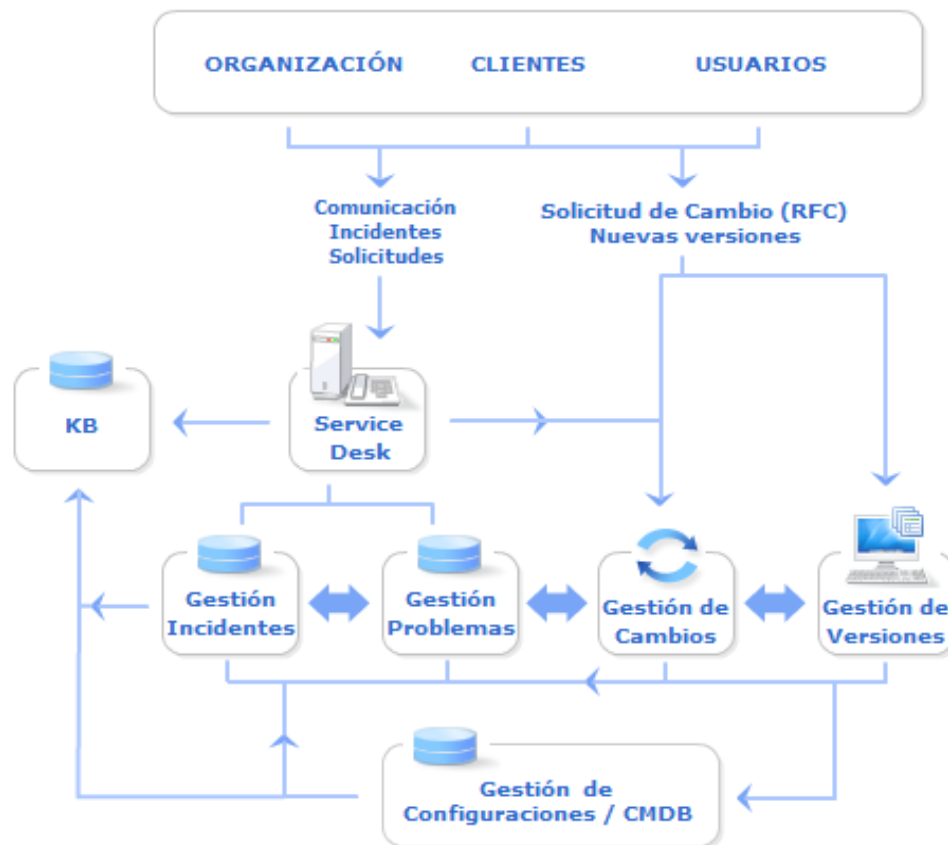 ORGANIZACIÓN CLIENTES USUARIOS
Comunicación
Incidentes
Solicitudes
Solicitud de Cambio (RFC)
Nuevas versiones
KB
Service
Desk
Gestión
Incidentes
Gestión
Problemas
Gestión de
Cambios
Gestión de
Versiones
Gestión de
Configuraciones / CMDB